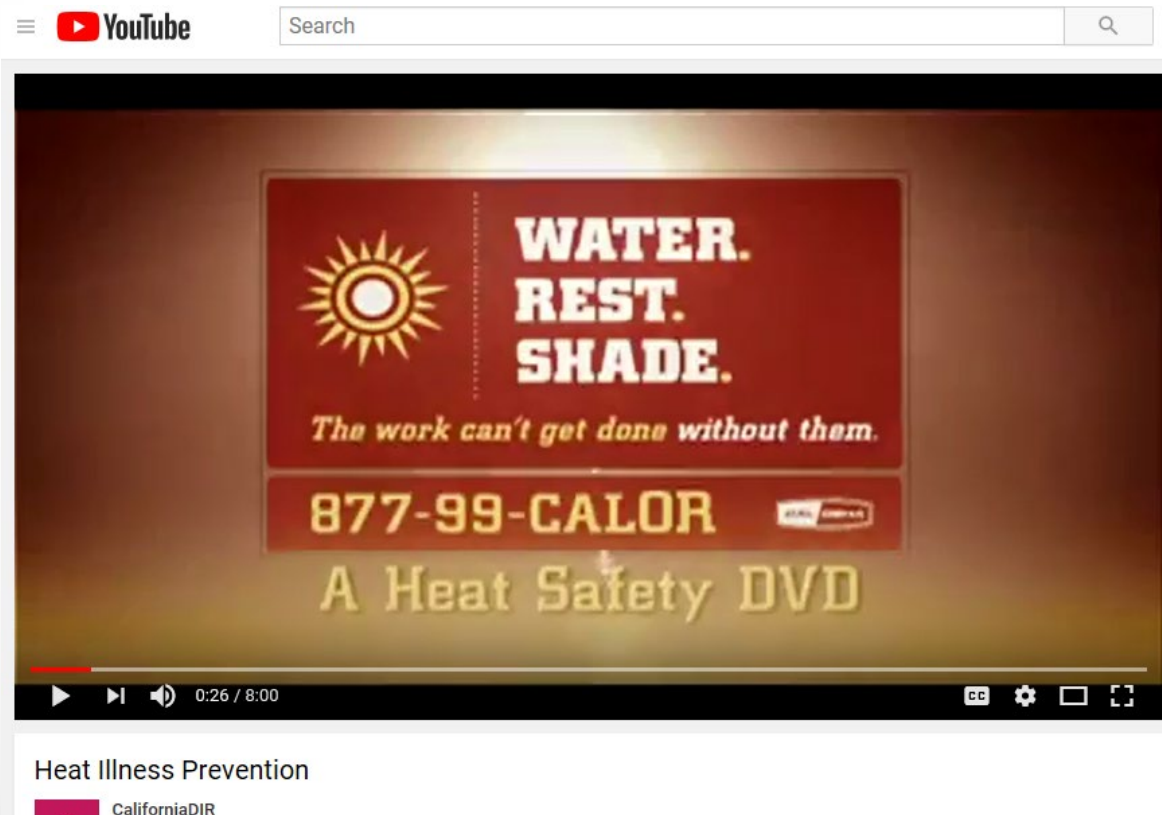 YouTube
Search
WATER.
REST.
SHADE.
The work can't get done without them.
877-99-CALOR
A Heat Safety DVD
0:26 / 8:00
CC
Heat Illness Prevention
CaliforniaDIR